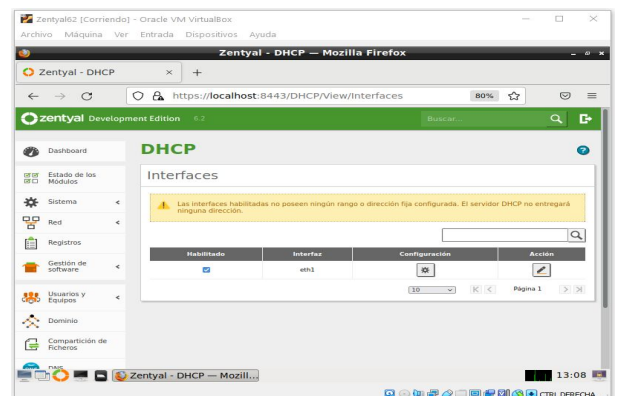 Zentyal62 [Corriendo] - Oracle VM VirtualBox
Archivo Máquina Ver Entrada Dispositivos Ayuda
Zentyal - DHCP — Mozilla Firefox
Zentyal - DHCP
https://localhost:8443/DHCP/View/Interfaces 80%
zentyal Development Edition 6.2 Buscar...
Dashboard
Estado de los
Módulos
Sistema
Red
Registros
Gestión de
software
Usuarios y
Equipos
Dominio
Compartición de
Ficheros
DNS
DHCP
Interfaces
Las interfaces habilitadas no poseen ningún rango o dirección fija configurada. El servidor DHCP no entregará
ninguna dirección.
Habilitado Interfaz Configuración Acción
eth1
10 Página 1
Zentyal - DHCP — Mozill... 13:08
CTRL DERECHA